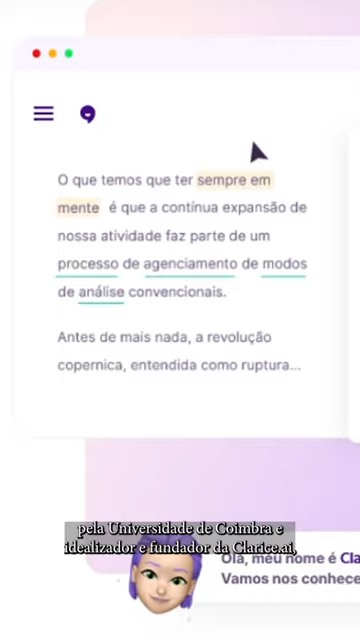 O que temos que ter sempre em
mente é que a contínua expansão de
nossa atividade faz parte de um
processo de agenciamento de modos
de análise convencionais.
Antes de mais nada, a revolução
copernica, entendida como ruptura...
pela Universidade de Coimbra e
idealizador e fundador da Clarice.ai,
Olá, meu nome é Cla
Vamos nos conhece